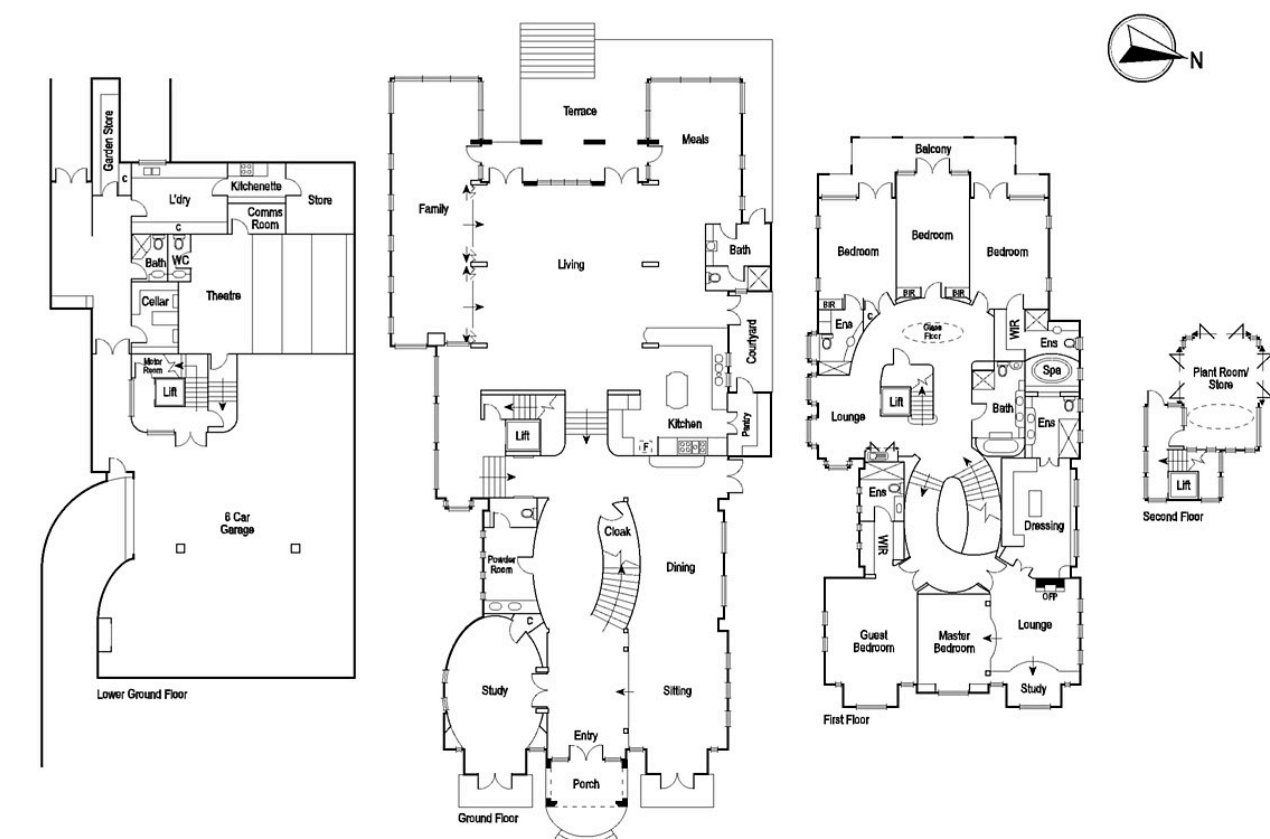 N
Garden Store
C
L'dry
Kitchenette
Store
Comms
Room
C
Bath
WC
Theatre
Cellar
Motor
Room
Lift
6 Car
Garage
Lower Ground Floor
Terrace
Meals
Family
Living
Bath
Courtyard
Kitchen
Pantry
F
Lift
Cloak
Powder
Room
Dining
C
Study
Sitting
Entry
Porch
Ground Floor
Balcony
Bedroom
Bedroom
Bedroom
BIR
BIR
BIR
C
Ens
Glass
Floor
WIR
Ens
Spa
Lift
Lounge
Bath
Ens
Ens
WIR
Dressing
OFP
Guest
Bedroom
Master
Bedroom
Lounge
Study
First Floor
Plant Room/
Store
Lift
Second Floor